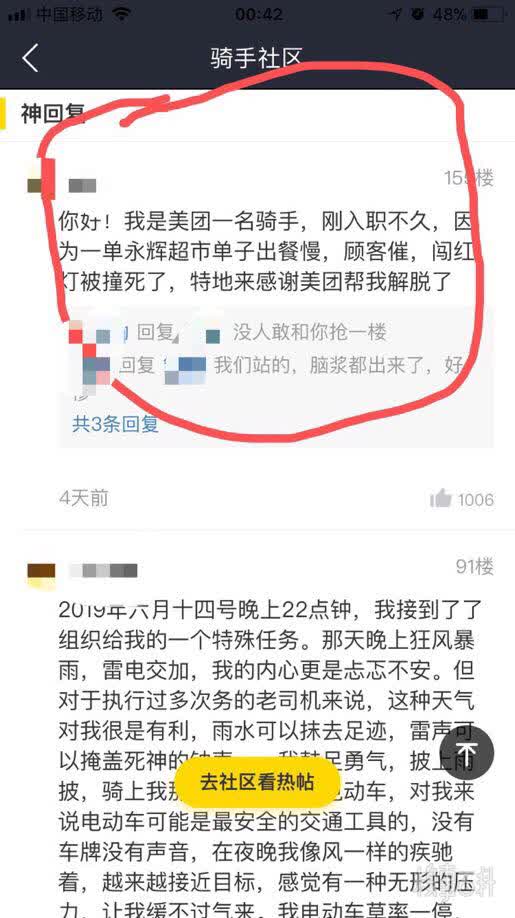 中国移动
00:42
48%
骑手社区
神回复
155楼
你好！我是美团一名骑手，刚入职不久，因
为一单永辉超市单子出餐慢，顾客催，闯红
灯被撞死了，特地来感谢美团帮我解脱了
回复 没人敢和你抢一楼
回复 我们站的，脑浆都出来了，好
共3条回复
4天前
1006
91楼
2019年六月十四号晚上22点钟，我接到了了
组织给我的一个特殊任务。那天晚上狂风暴
雨，雷电交加，我的内心更是忐忑不安。但
对于执行过多次务的老司机来说，这种天气
对我很是有利，雨水可以抹去足迹，雷声可
以掩盖死神的钟声 我鼓足勇气，披上雨
披，骑上我那 电动车，对我来
去社区看热帖
说电动车可能是最安全的交通工具的，没有
车牌没有声音，在夜晚我像风一样的疾驰
着，越来越接近目标，感觉有一种无形的压
力，让我缓不过气来。我电动车草率一停